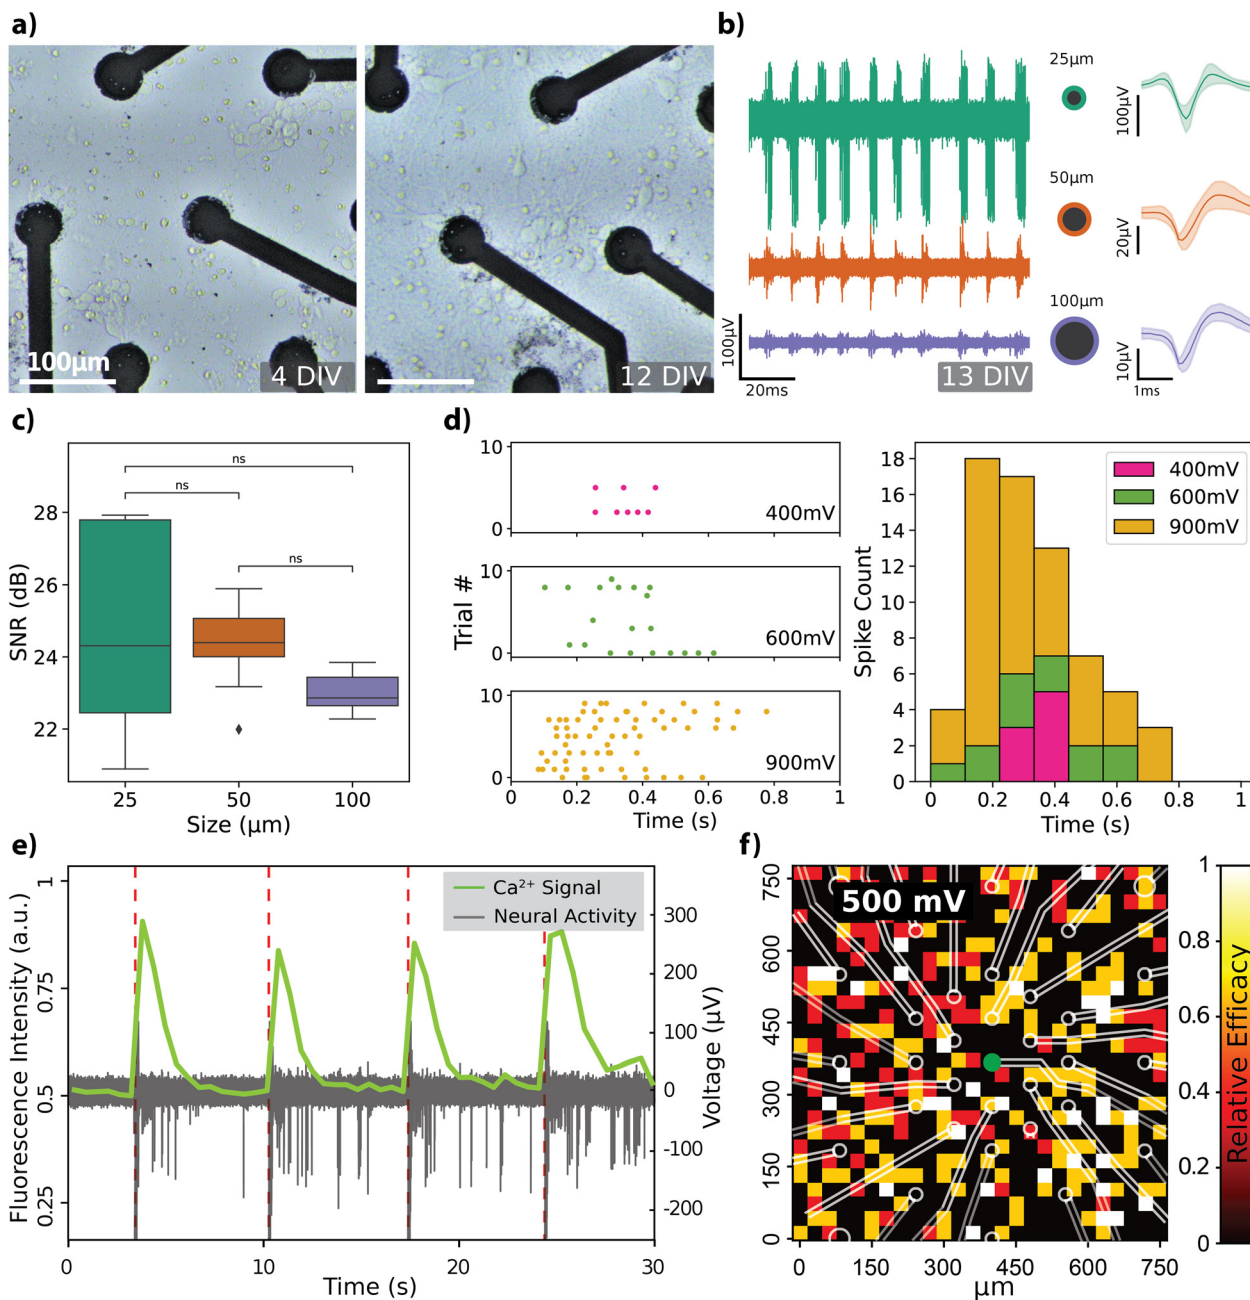 a)
100μm
4 DIV
12 DIV
b)
25μm
100μV
50μm
20μV
100μm
10μV
1ms
100μV
20ms
13 DIV
c)
ns
ns
ns
28
26
24
22
SNR (dB)
25
50
100
Size (μm)
d)
10
0
400mV
10
0
600mV
10
0
900mV
Trial #
0
0.2
0.4
0.6
0.8
1
Time (s)
18
16
14
12
10
8
6
4
2
0
Spike Count
400mV
600mV
900mV
0
0.2
0.4
0.6
0.8
1
Time (s)
e)
1
0.75
0.5
0.25
Fluorescence Intensity (a.u.)
Ca²⁺ Signal
Neural Activity
300
200
100
0
-100
-200
Voltage (μV)
0
10
20
30
Time (s)
f)
500 mV
750
600
450
300
150
0
0
150
300
450
600
750
μm
1
0.8
0.6
0.4
0.2
0
Relative Efficacy